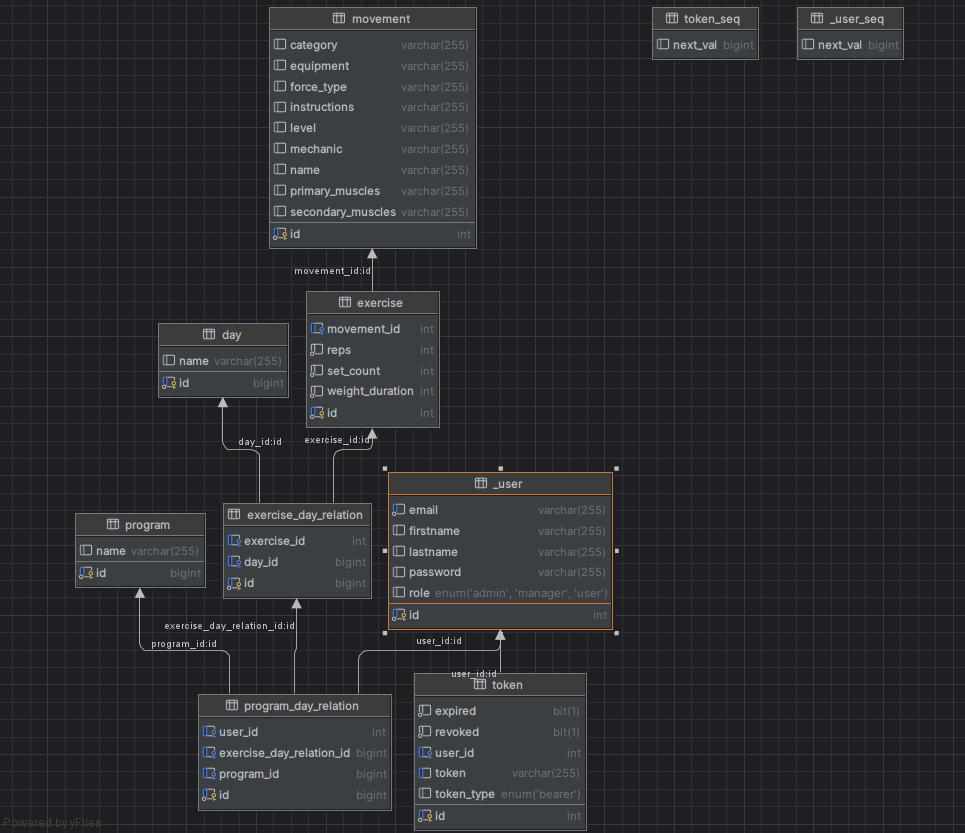 movement
category varchar(255)
equipment varchar(255)
force_type varchar(255)
instructions varchar(255)
level varchar(255)
mechanic varchar(255)
name varchar(255)
primary_muscles varchar(255)
secondary_muscles varchar(255)
id int
token_seq
next_val bigint
_user_seq
next_val bigint
movement_id:id
exercise
movement_id int
reps int
set_count int
weight_duration int
id int
day
name varchar(255)
id bigint
day_id:id
exercise_id:id
_user
email varchar(255)
firstname varchar(255)
lastname varchar(255)
password varchar(255)
role enum('admin', 'manager', 'user')
id int
exercise_day_relation
exercise_id int
day_id bigint
id bigint
program
name varchar(255)
id bigint
exercise_day_relation_id:id
program_id:id
user_id:id
user_id:id
token
expired bit(1)
revoked bit(1)
user_id int
token varchar(255)
token_type enum('bearer')
id int
program_day_relation
user_id int
exercise_day_relation_id bigint
program_id bigint
id bigint
Powered by yFiles